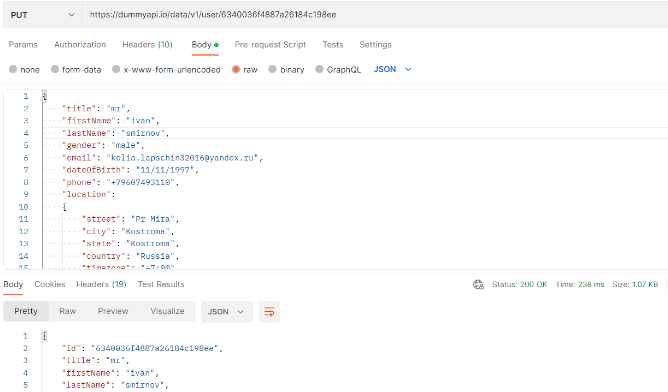 PUT https://dummyapi.io/data/v1/user/6340036f4887a26184c198ee
Params Authorization Headers (10) Body Pre-request Script Tests Settings
none form-data x-www-form-urlencoded raw binary GraphQL JSON
1 {
2 "title": "mr",
3 "firstName": "ivan",
4 "lastName": "smirnov",
5 "gender": "male",
6 "email": "kolia.lapschin32016@yandex.ru",
7 "dateOfBirth": "11/11/1997",
8 "phone": "+79607493110",
9 "location":
10 {
11 "street": "Pr Mira",
12 "city": "Kostroma",
13 "state": "Kostroma",
14 "country": "Russia",
15 "timezone": "+7:00"
Body Cookies Headers (19) Test Results Status: 200 OK Time: 238 ms Size: 1.07 KB
Pretty Raw Preview Visualize JSON
1 {
2 "id": "6340036f4887a26184c198ee",
3 "title": "mr",
4 "firstName": "ivan",
5 "lastName": "smirnov",